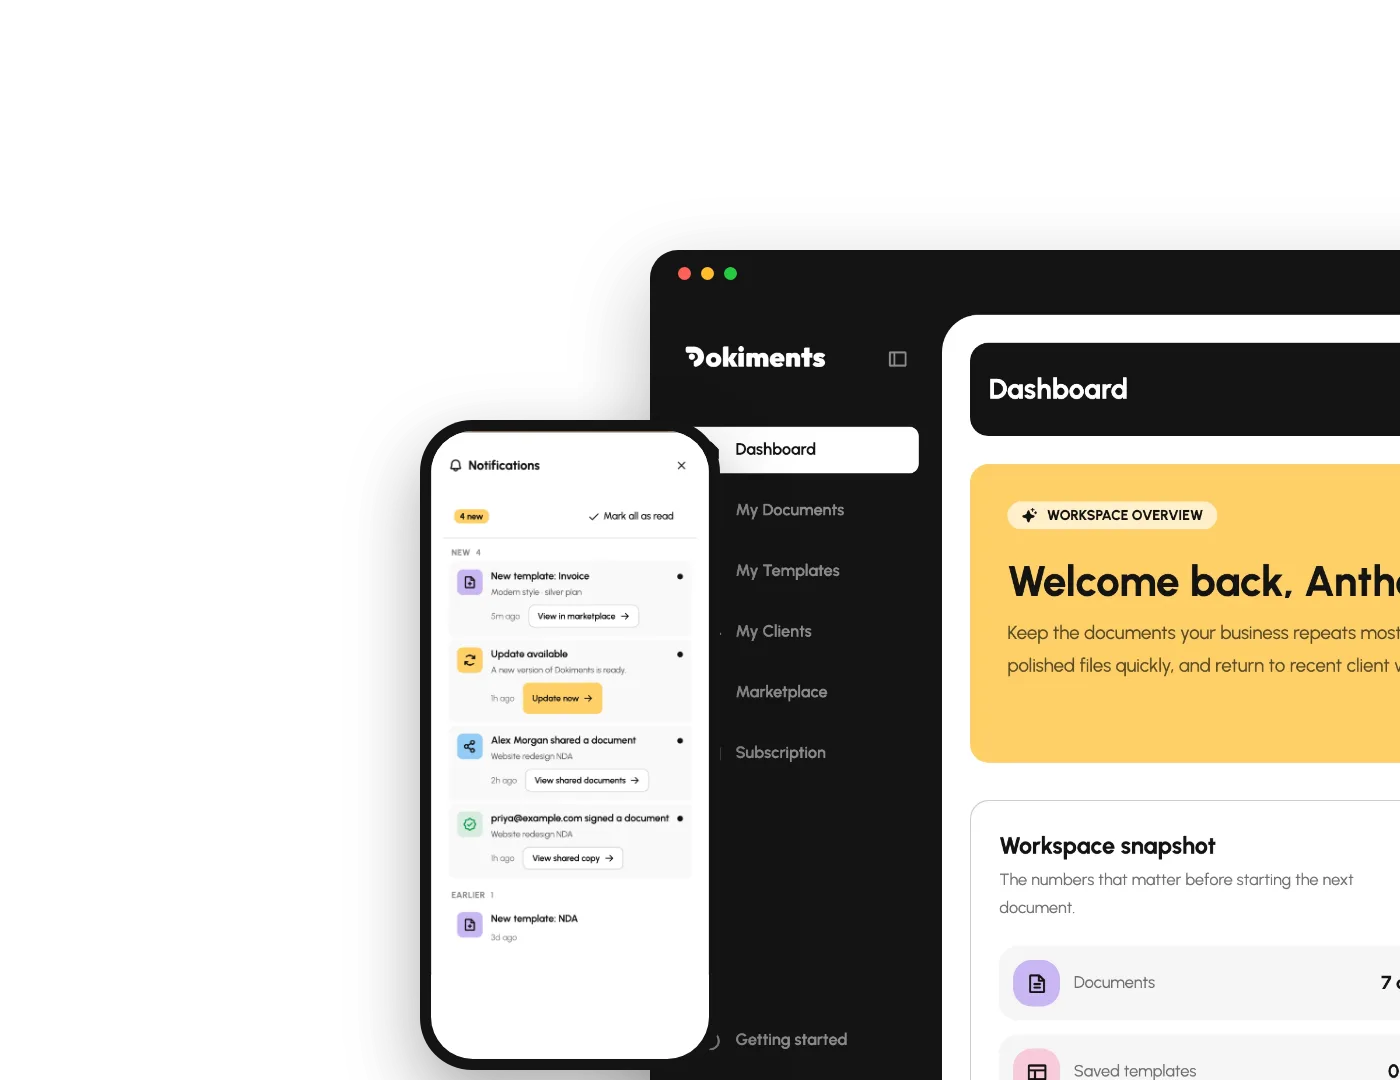 Dokiments
Dashboard
My Documents
My Templates
My Clients
Marketplace
Subscription
Getting started
Dashboard
WORKSPACE OVERVIEW
Welcome back, Antho
Keep the documents your business repeats most
polished files quickly, and return to recent client
Workspace snapshot
The numbers that matter before starting the next
document.
Documents
7
Saved templates
0
Notifications
4 new
Mark all as read
NEW 4
New template: Invoice
Modern style · silver plan
5m ago
View in marketplace →
Update available
A new version of Dokiments is ready.
1h ago
Update now →
Alex Morgan shared a document
Website redesign NDA
2h ago
View shared documents →
priya@example.com signed a document
Website redesign NDA
1h ago
View shared copy →
EARLIER 1
New template: NDA
3d ago